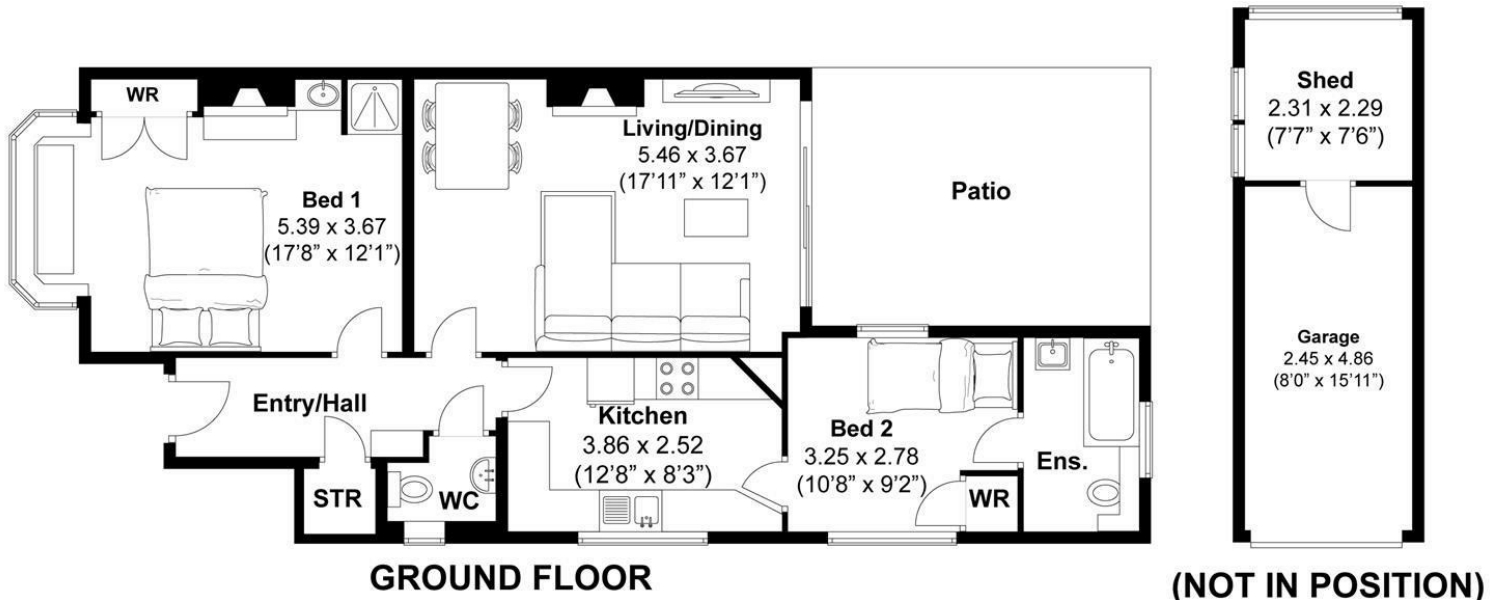 WR
Bed 1
5.39 x 3.67
(17'8" x 12'1")
Living/Dining
5.46 x 3.67
(17'11" x 12'1")
Patio
Shed
2.31 x 2.29
(7'7" x 7'6")
Garage
2.45 x 4.86
(8'0" x 15'11")
Entry/Hall
STR
WC
Kitchen
3.86 x 2.52
(12'8" x 8'3")
Bed 2
3.25 x 2.78
(10'8" x 9'2")
WR
Ens.
GROUND FLOOR
(NOT IN POSITION)